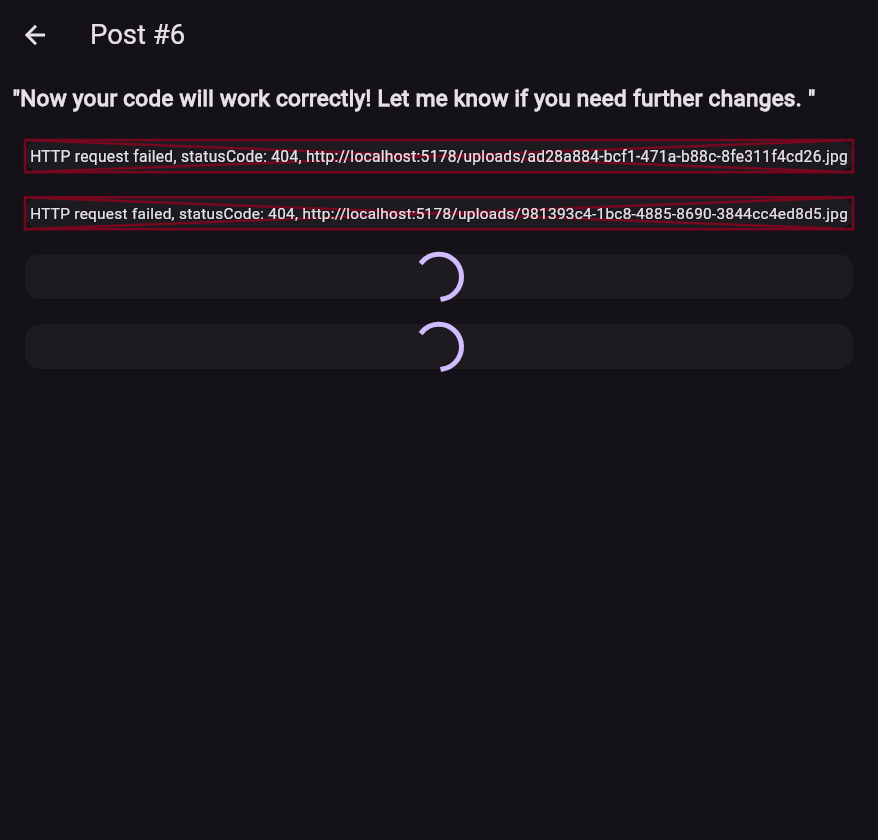 Post #6
"Now your code will work correctly! Let me know if you need further changes. "
HTTP request failed, statusCode: 404, http://localhost:5178/uploads/ad28a884-bcf1-471a-b88c-8fe311f4cd26.jpg
HTTP request failed, statusCode: 404, http://localhost:5178/uploads/981393c4-1bc8-4885-8690-3844cc4ed8d5.jpg